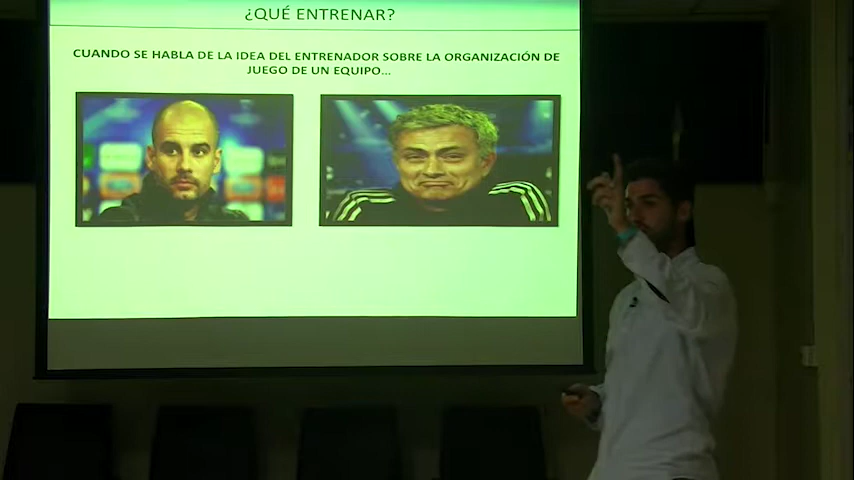 ¿QUÉ ENTRENAR?
CUANDO SE HABLA DE LA IDEA DEL ENTRENADOR SOBRE LA ORGANIZACIÓN DE
JUEGO DE UN EQUIPO...